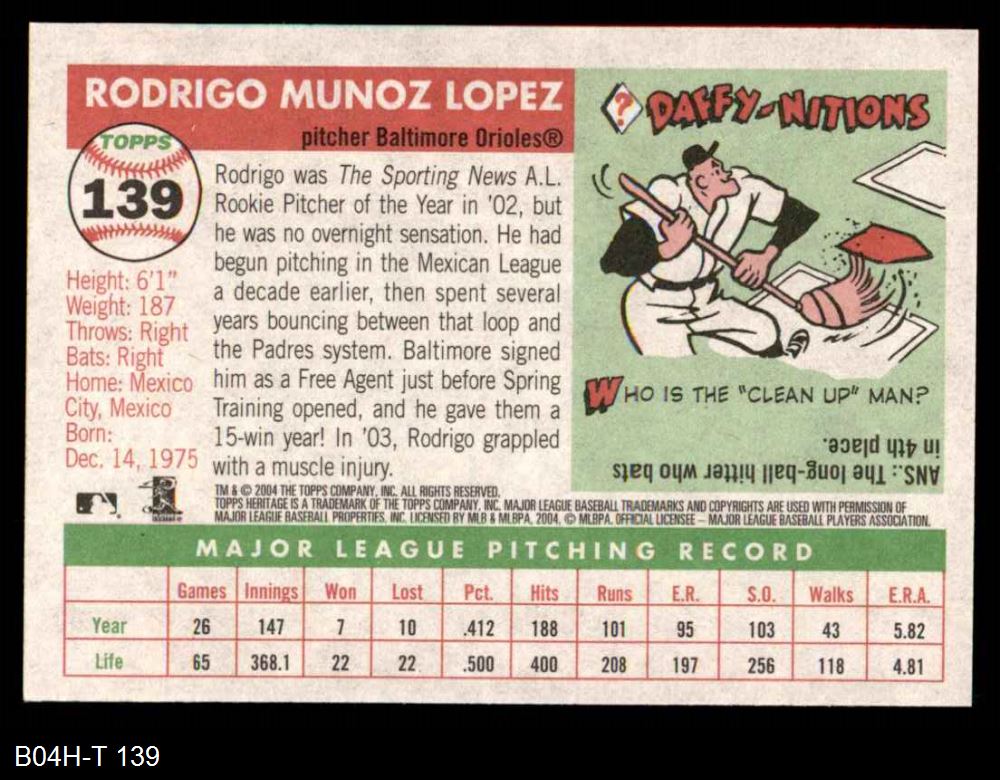 RODRIGO MUNOZ LOPEZ
pitcher Baltimore Orioles®
TOPPS
139
Height: 6'1"
Weight: 187
Throws: Right
Bats: Right
Home: Mexico
City, Mexico
Born:
Dec. 14, 1975
Rodrigo was The Sporting News A.L.
Rookie Pitcher of the Year in '02, but
he was no overnight sensation. He had
begun pitching in the Mexican League
a decade earlier, then spent several
years bouncing between that loop and
the Padres system. Baltimore signed
him as a Free Agent just before Spring
Training opened, and he gave them a
15-win year! In '03, Rodrigo grappled
with a muscle injury.
? DAFFY-NITIONS
WHO IS THE "CLEAN UP" MAN?
ANS.: The long-ball hitter who bats
in 4th place.
TM & © 2004 THE TOPPS COMPANY, INC. ALL RIGHTS RESERVED.
TOPPS HERITAGE IS A TRADEMARK OF THE TOPPS COMPANY, INC. MAJOR LEAGUE BASEBALL TRADEMARKS AND COPYRIGHTS ARE USED WITH PERMISSION OF
MAJOR LEAGUE BASEBALL PROPERTIES, INC. LICENSED BY MLB & MLBPA, 2004. © MLBPA. OFFICIAL LICENSEE – MAJOR LEAGUE BASEBALL PLAYERS ASSOCIATION.
MAJOR LEAGUE PITCHING RECORD
Games Innings Won Lost Pct. Hits Runs E.R. S.O. Walks E.R.A.
Year 26 147 7 10 .412 188 101 95 103 43 5.82
Life 65 368.1 22 22 .500 400 208 197 256 118 4.81
B04H-T 139